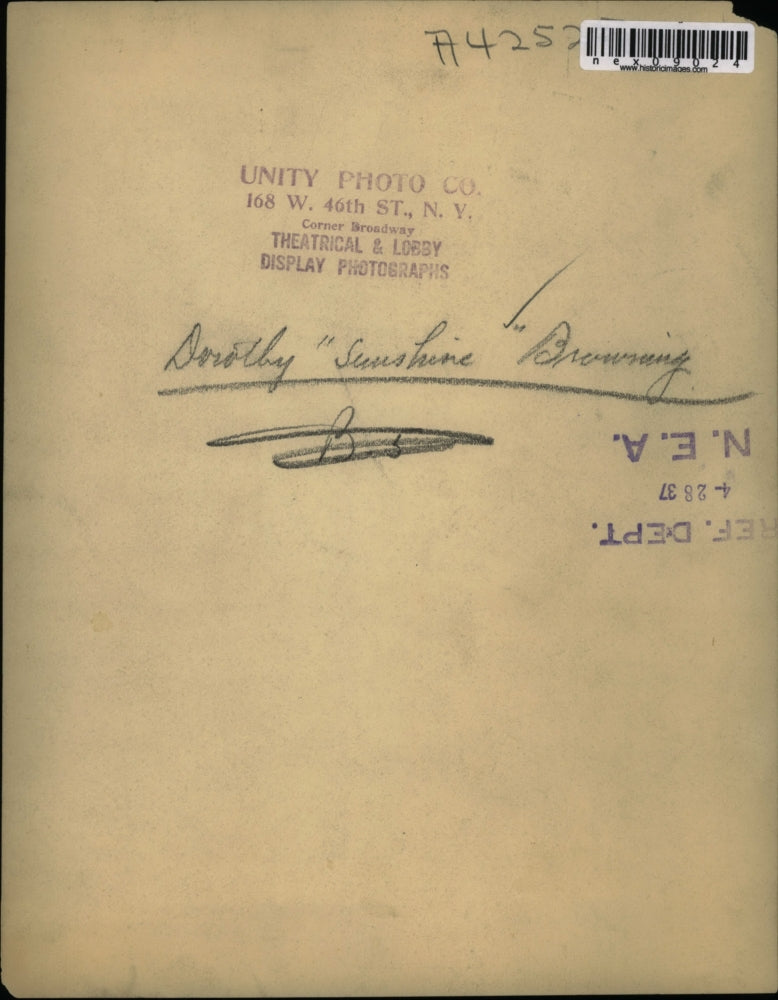 A425
nex09024
www.historicimages.com
UNITY PHOTO CO.
168 W. 46th ST., N. Y.
Corner Broadway
THEATRICAL & LOBBY
DISPLAY PHOTOGRAPHS
Dorothy "Sunshine" Browning
B.
N.E.A.
4 28 37
REF. DEPT.